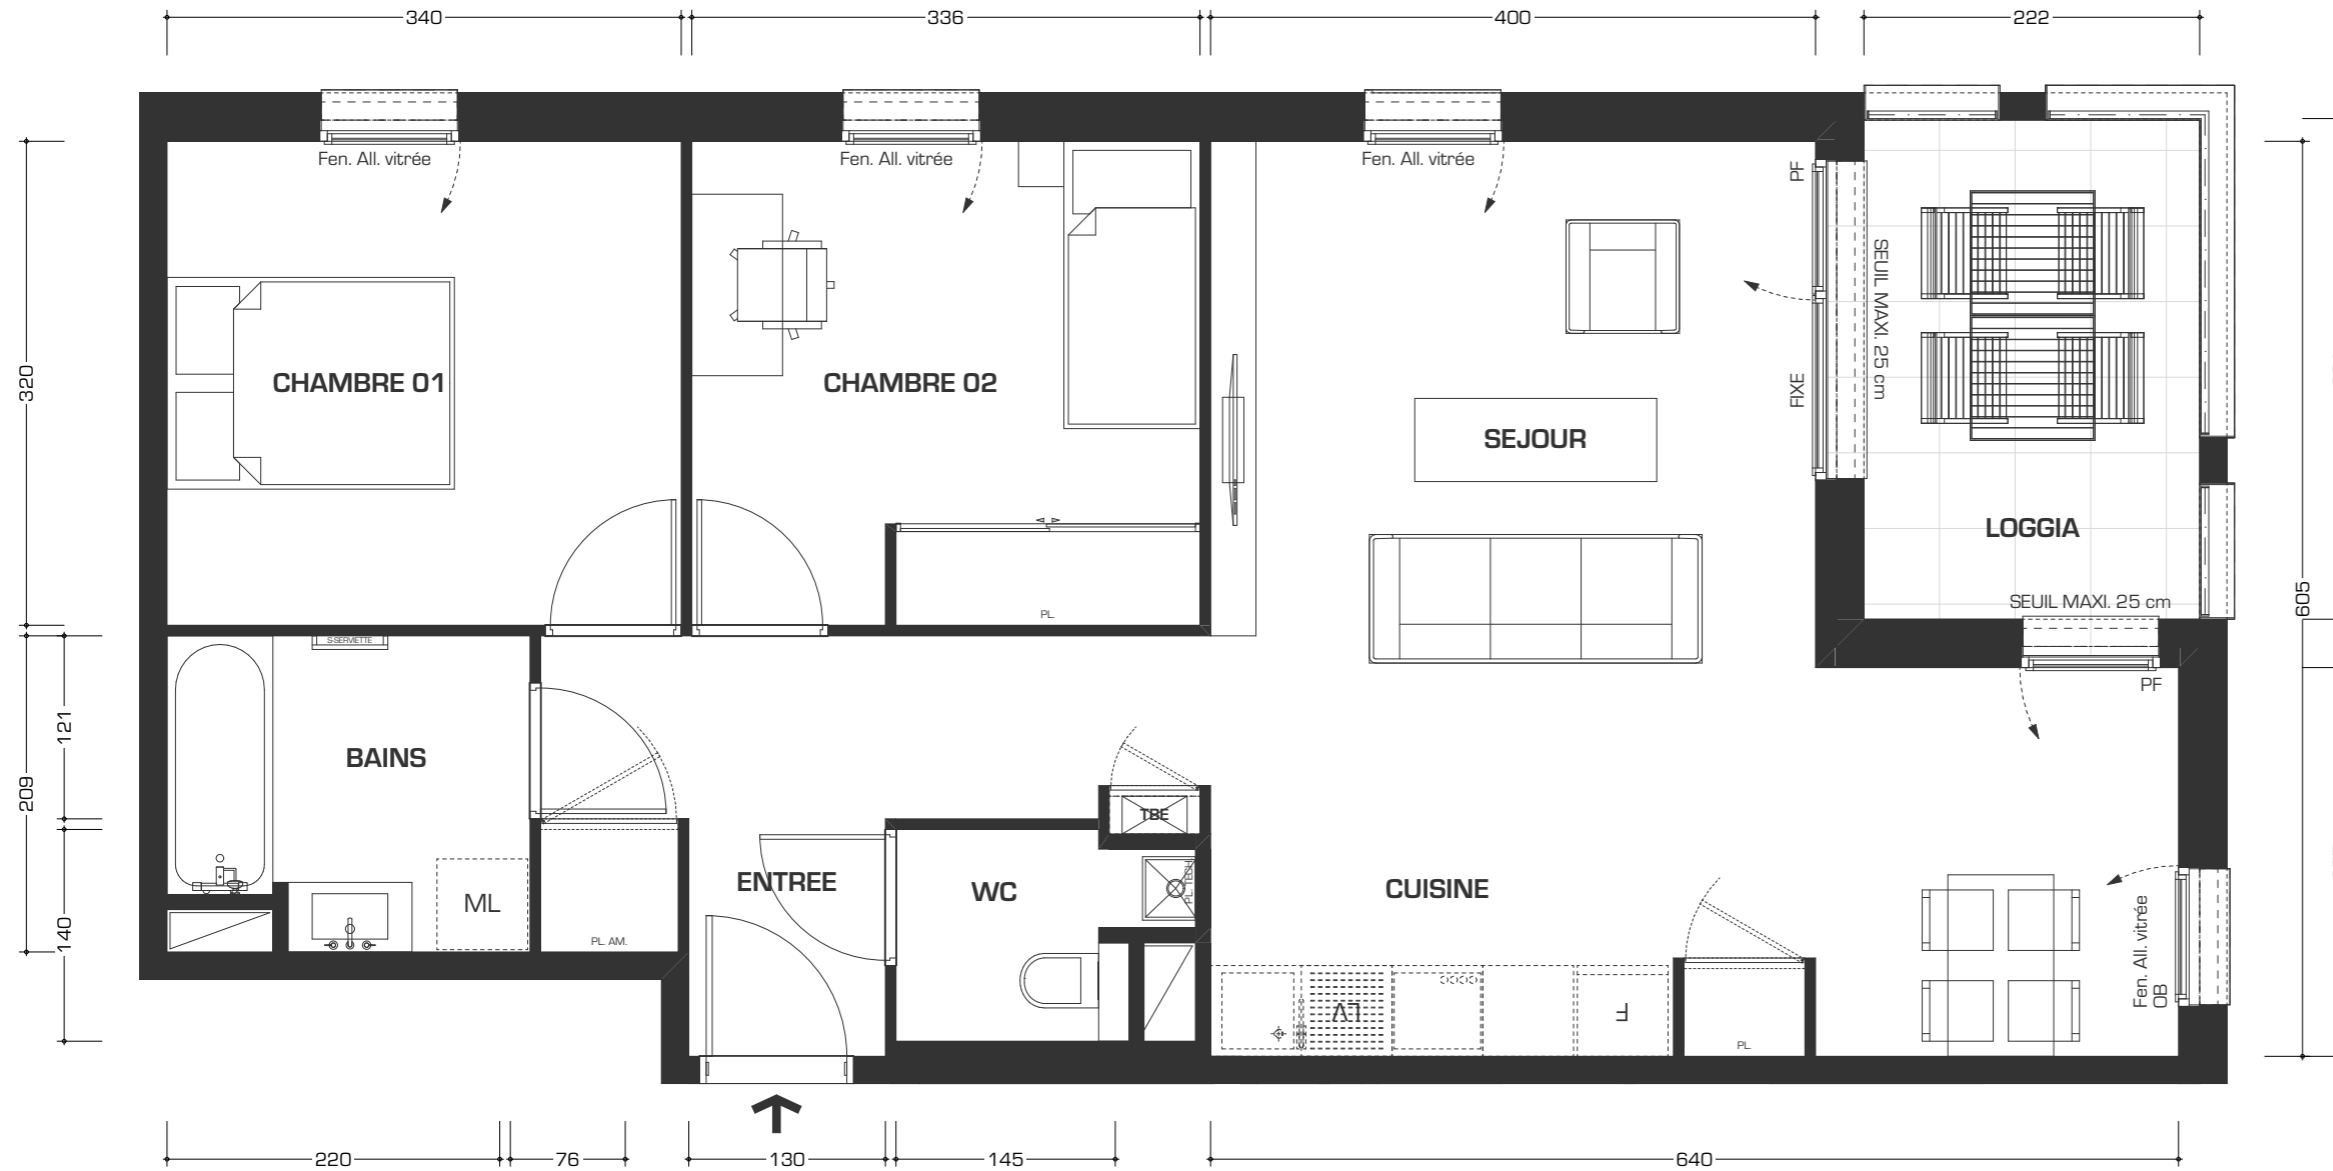 340
336
400
222
Fen. All. vitrée
Fen. All. vitrée
Fen. All. vitrée
PF
SEUIL MAXI. 25 cm
FIXE
320
CHAMBRE 01
CHAMBRE 02
SEJOUR
LOGGIA
SEUIL MAXI. 25 cm
605
PF
PL
S-SERVIETTE
121
209
BAINS
TBE
140
ML
PL. AM.
ENTREE
WC
PL. TECH
CUISINE
LV
F
PL
Fen. All. vitrée
OB
220
76
130
145
640